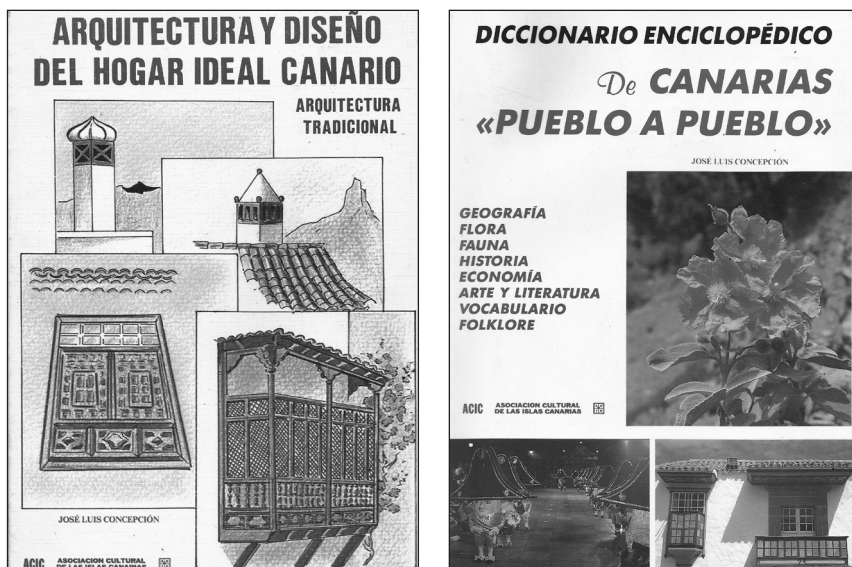 ARQUITECTURA Y DISEÑO
DEL HOGAR IDEAL CANARIO
ARQUITECTURA
TRADICIONAL
JOSÉ LUIS CONCEPCIÓN
ACIC
ASOCIACION CULTURAL
DE LAS ISLAS CANARIAS
DICCIONARIO ENCICLOPÉDICO
De CANARIAS
«PUEBLO A PUEBLO»
JOSÉ LUIS CONCEPCIÓN
GEOGRAFÍA
FLORA
FAUNA
HISTORIA
ECONOMÍA
ARTE Y LITERATURA
VOCABULARIO
FOLKLORE
ACIC
ASOCIACION CULTURAL
DE LAS ISLAS CANARIAS